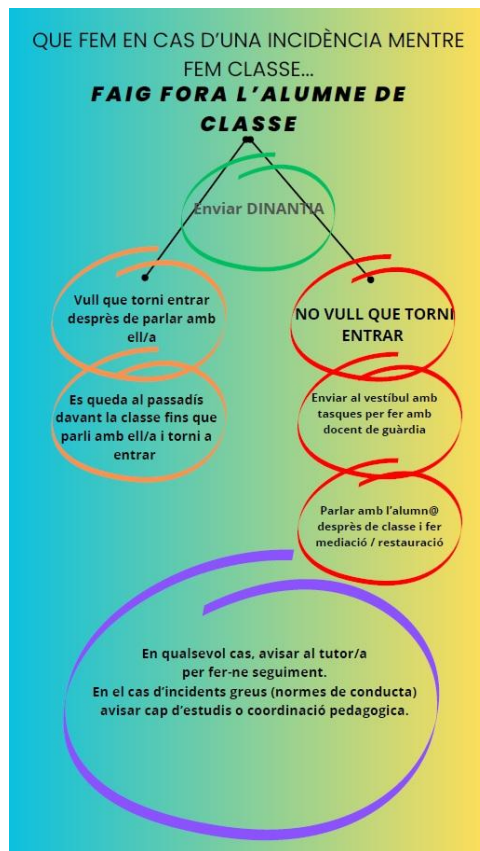 QUE FEM EN CAS D'UNA INCIDÈNCIA MENTRE
FEM CLASSE...
FAIG FORA L'ALUMNE DE
CLASSE
Enviar DINANTIA
Vull que torni entrar
desprès de parlar amb
ell/a
NO VULL QUE TORNI
ENTRAR
Es queda al passadís
davant la classe fins que
parli amb ell/a i torni a
entrar
Enviar al vestíbul amb
tasques per fer amb
docent de guàrdia
Parlar amb l'alumn@
desprès de classe i fer
mediació / restauració
En qualsevol cas, avisar al tutor/a
per fer-ne seguiment.
En el cas d'incidents greus (normes de conducta)
avisar cap d'estudis o coordinació pedagogica.